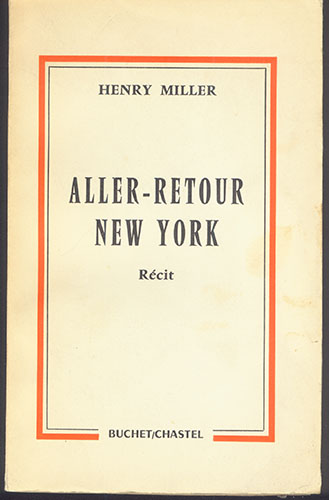 HENRY MILLER
ALLER-RETOUR
NEW YORK
Récit
BUCHET/CHASTEL